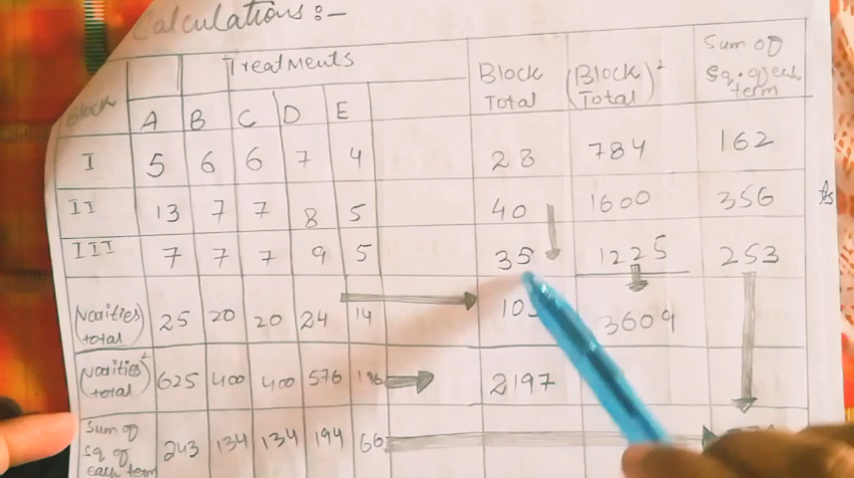 Calculations :-
Block Treatments Block Total (Block Total)² Sum of Sq. of each term
A B C D E
I 5 6 6 7 4 28 784 162
II 13 7 7 8 5 40 1600 356
III 7 7 7 9 5 35 1225 253
(Varities) total 25 20 20 24 14 3609
(Varities total)² 625 400 400 576 196 2197
Sum of Sq of each term 243 134 134 194 66